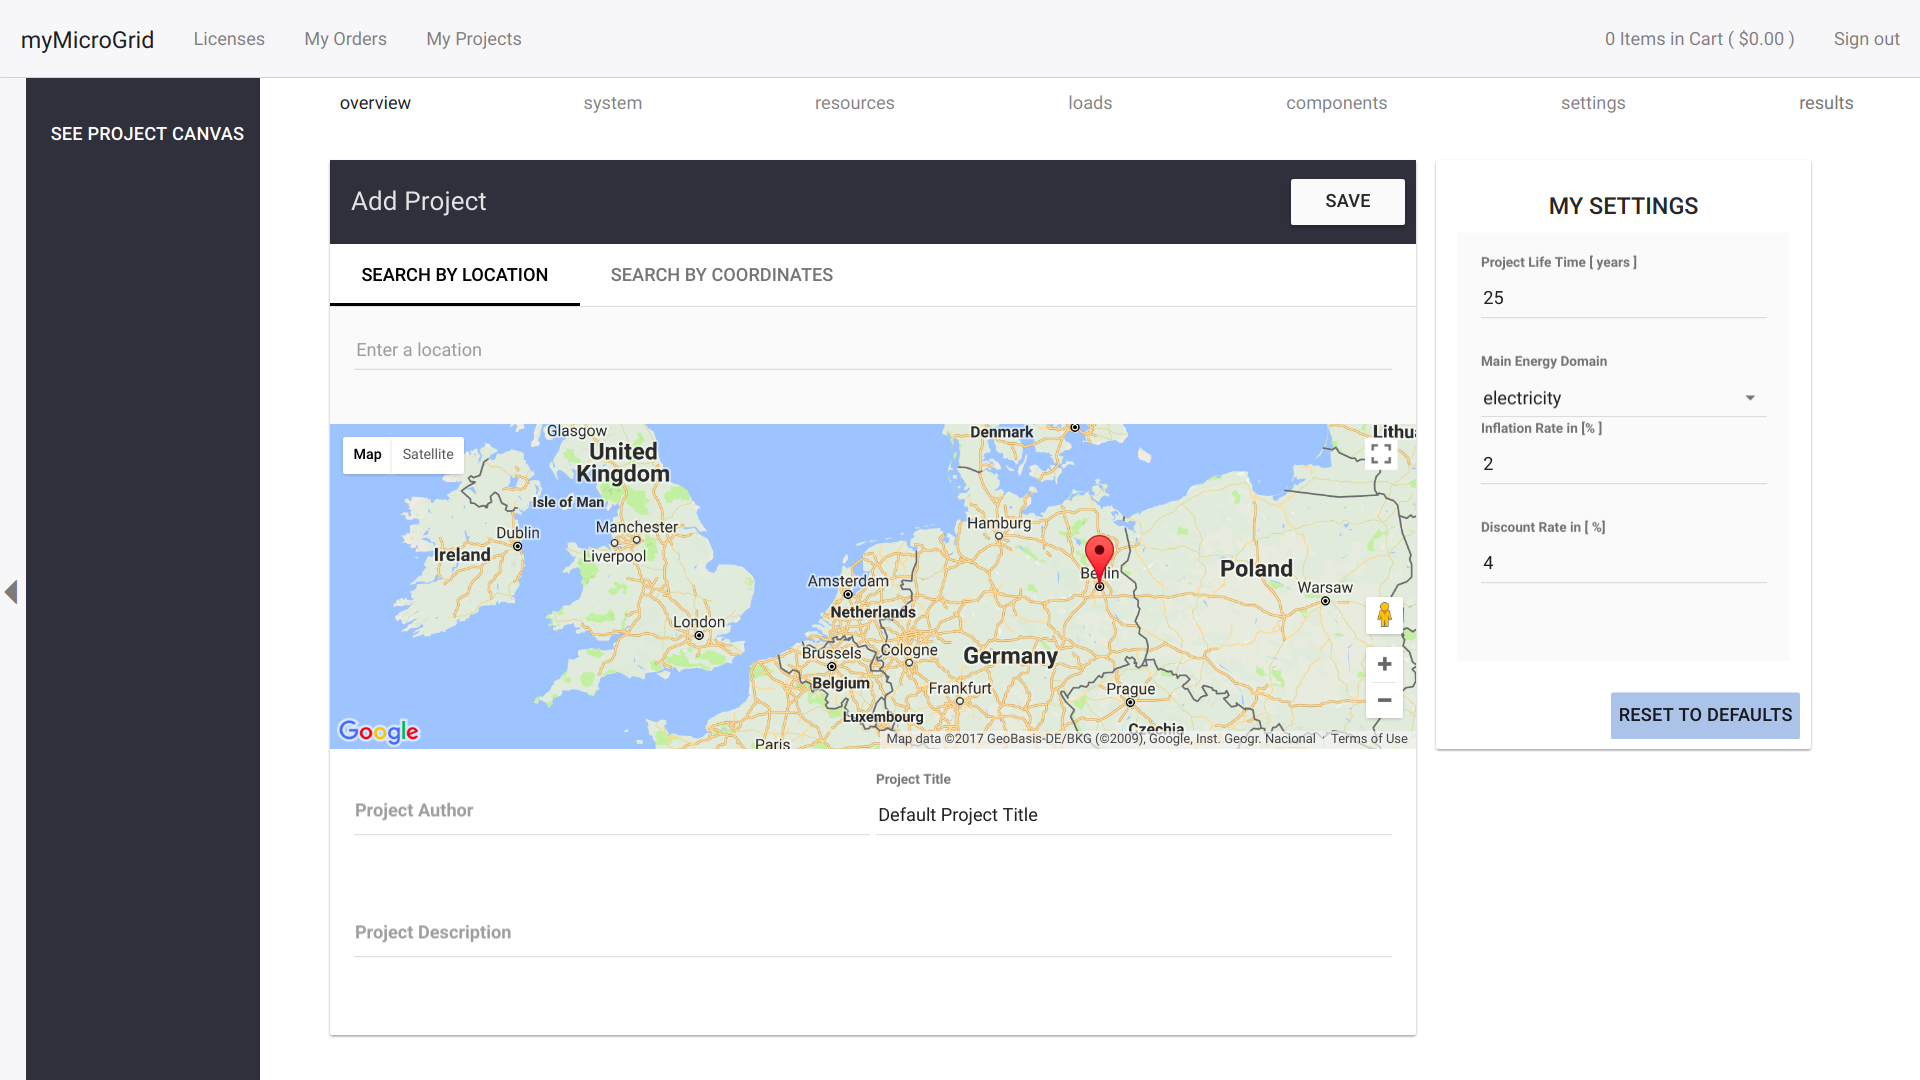 myMicroGrid Licenses My Orders My Projects 0 Items in Cart ( $0.00 ) Sign out
SEE PROJECT CANVAS
overview system resources loads components settings results
Add Project
SAVE
SEARCH BY LOCATION SEARCH BY COORDINATES
Enter a location
Map Satellite
Glasgow
United
Kingdom
Isle of Man
Manchester
Dublin
Liverpool
Ireland
London
Denmark
Lithu
Hamburg
Amsterdam
Berlin
Poland
Warsaw
Netherlands
Brussels
Cologne
Germany
Belgium
Frankfurt
Prague
Luxembourg
Czechia
Paris
Google
Map data ©2017 GeoBasis-DE/BKG (©2009), Google, Inst. Geogr. Nacional Terms of Use
Project Author
Project Title
Default Project Title
Project Description
MY SETTINGS
Project Life Time [ years ]
25
Main Energy Domain
electricity
Inflation Rate in [% ]
2
Discount Rate in [ %]
4
RESET TO DEFAULTS